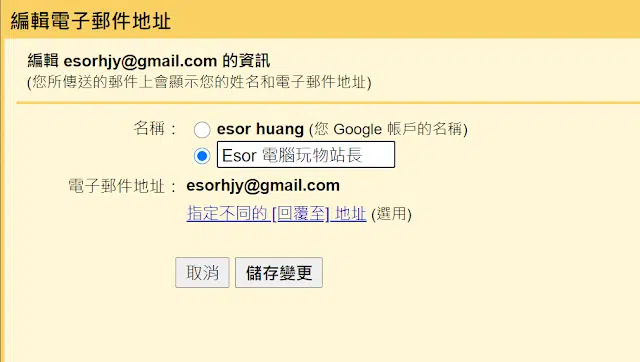 編輯電子郵件地址
編輯 esorhjy@gmail.com 的資訊
(您所傳送的郵件上會顯示您的姓名和電子郵件地址)
名稱： esor huang (您 Google 帳戶的名稱)
Esor 電腦玩物站長
電子郵件地址： esorhjy@gmail.com
指定不同的 [回覆至] 地址 (選用)
取消 儲存變更